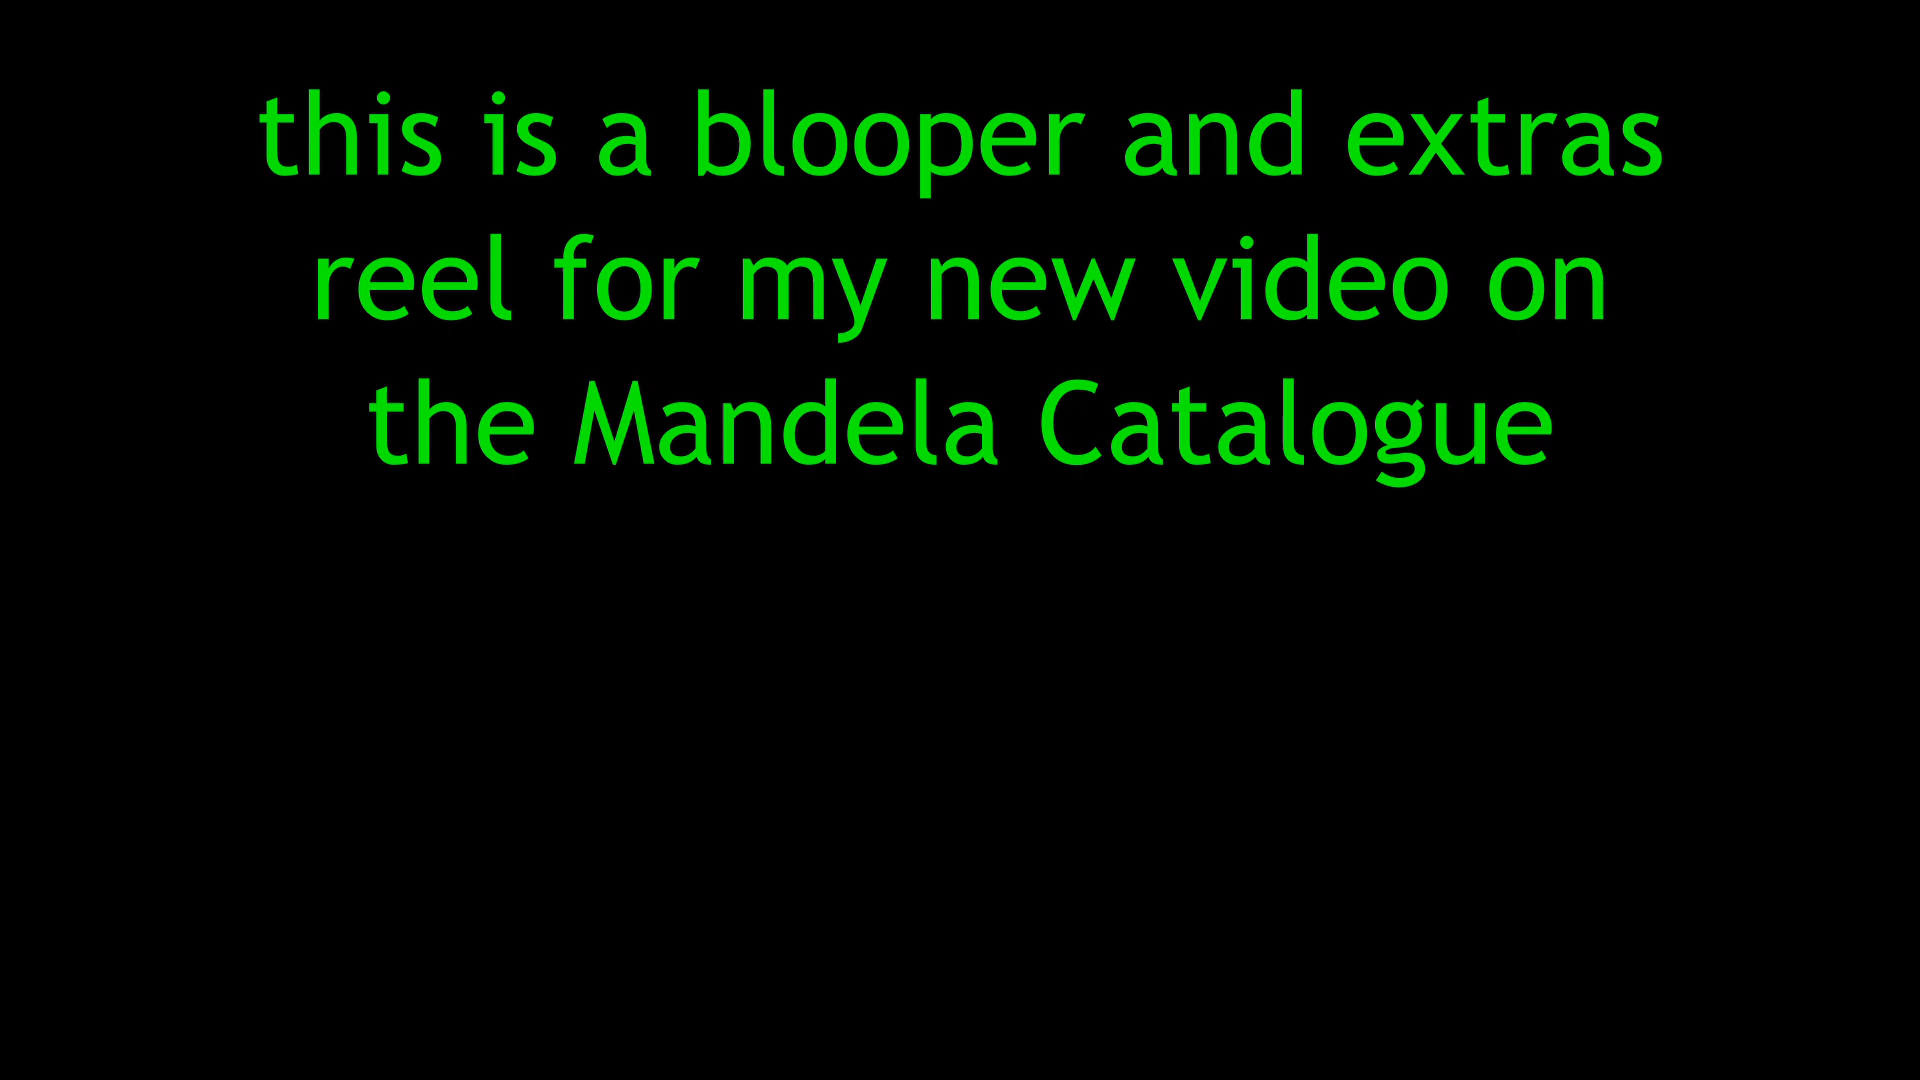 this is a blooper and extras
reel for my new video on
the Mandela Catalogue